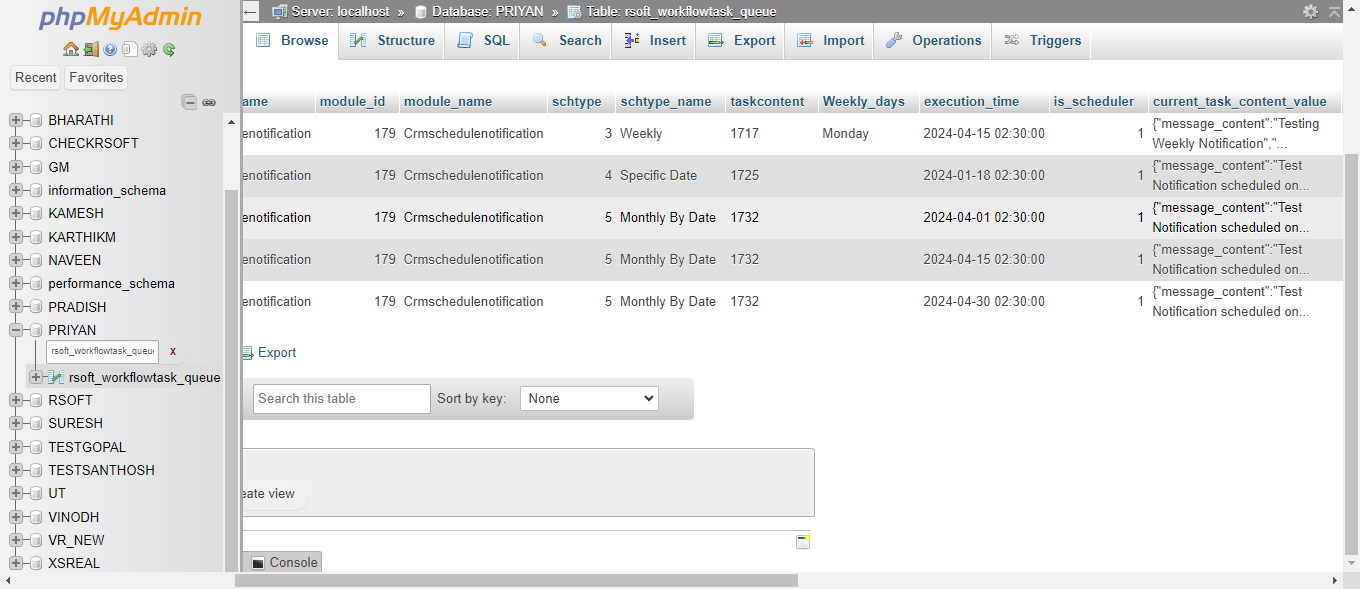 phpMyAdmin
Recent
Favorites
BHARATHI
CHECKRSOFT
GM
information_schema
KAMESH
KARTHIKM
NAVEEN
performance_schema
PRADISH
PRIYAN
rsoft_workflowtask_queu
x
rsoft_workflowtask_queue
RSOFT
SURESH
TESTGOPAL
TESTSANTHOSH
UT
VINODH
VR_NEW
XSREAL
Server: localhost » Database: PRIYAN » Table: rsoft_workflowtask_queue
Browse Structure SQL Search Insert Export Import Operations Triggers
ame module_id module_name schtype schtype_name taskcontent Weekly_days execution_time is_scheduler current_task_content_value
enotification 179 Crmschedulenotification 3 Weekly 1717 Monday 2024-04-15 02:30:00 1 {"message_content":"Testing
Weekly Notification","...
enotification 179 Crmschedulenotification 4 Specific Date 1725 2024-01-18 02:30:00 1 {"message_content":"Test
Notification scheduled on...
enotification 179 Crmschedulenotification 5 Monthly By Date 1732 2024-04-01 02:30:00 1 {"message_content":"Test
Notification scheduled on...
enotification 179 Crmschedulenotification 5 Monthly By Date 1732 2024-04-15 02:30:00 1 {"message_content":"Test
Notification scheduled on...
enotification 179 Crmschedulenotification 5 Monthly By Date 1732 2024-04-30 02:30:00 1 {"message_content":"Test
Notification scheduled on...
Export
Search this table Sort by key: None
eate view
Console